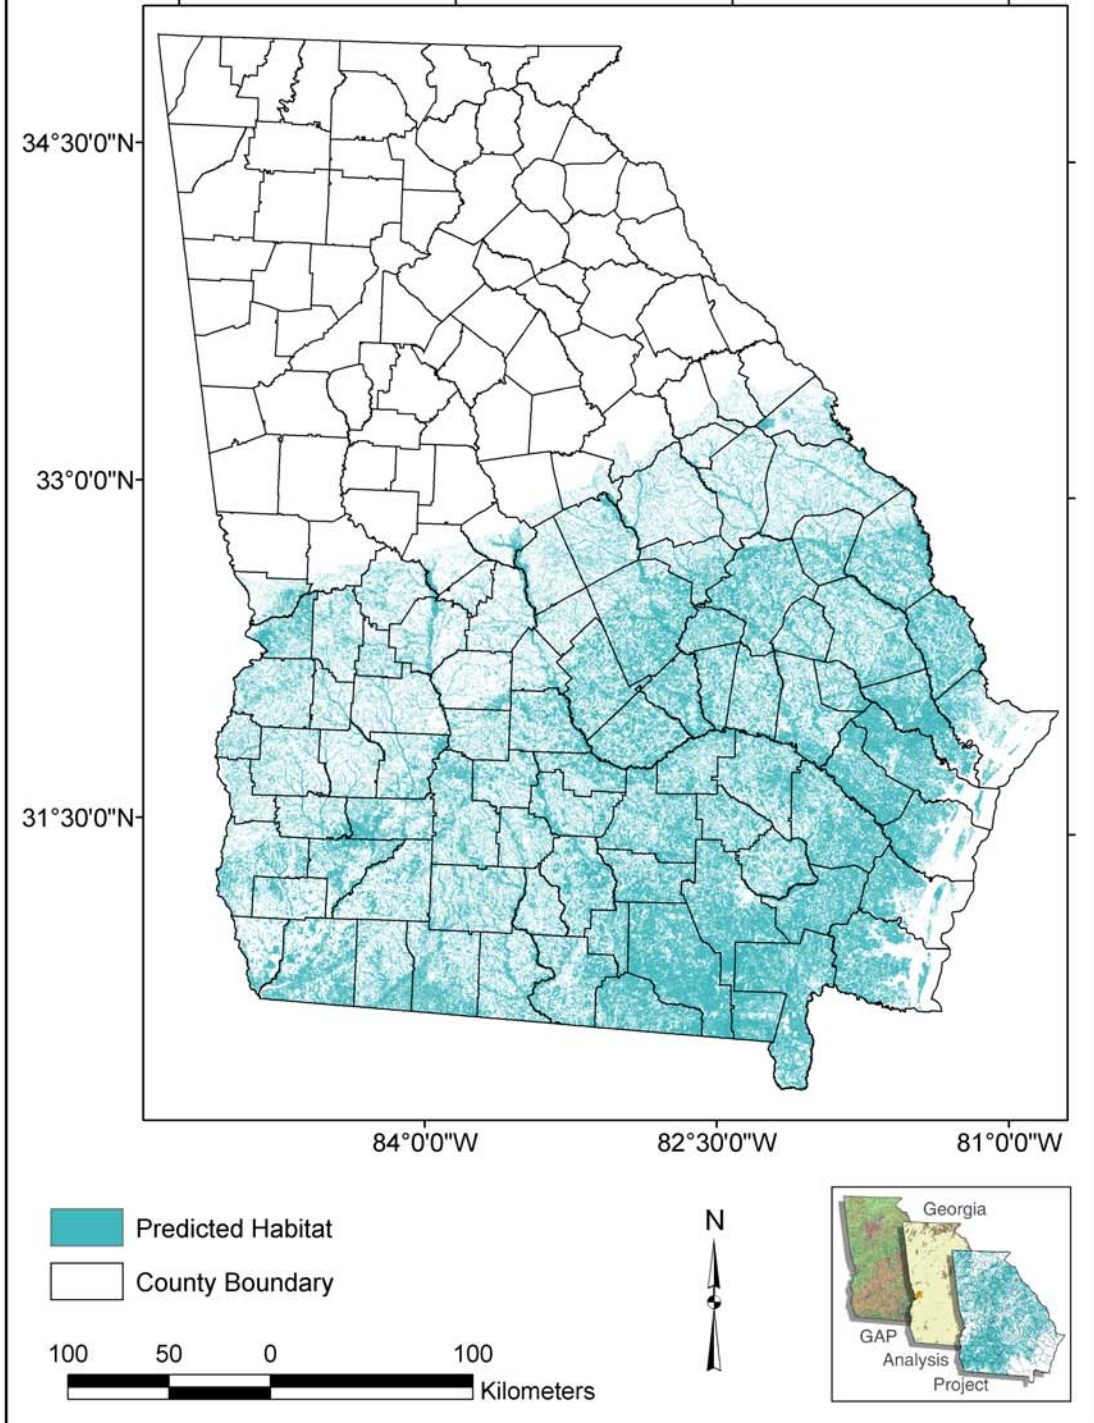 34°30'0"N
33°0'0"N
31°30'0"N
84°0'0"W 82°30'0"W 81°0'0"W
Predicted Habitat
County Boundary
100 50 0 100
Kilometers
N
Georgia
GAP
Analysis
Project